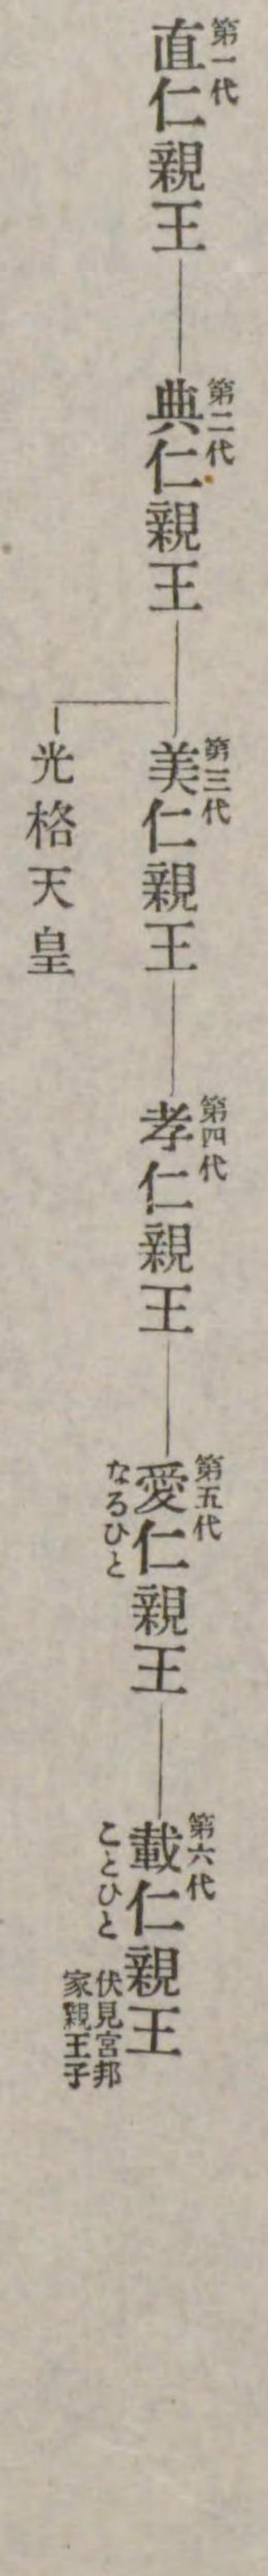 第一代
直仁親王
第二代
典仁親王
第三代
美仁親王
光格天皇
第四代
孝仁親王
第五代
愛仁親王
なるひと
第六代
載仁親王
ことひと
伏見宮邦
家親王子